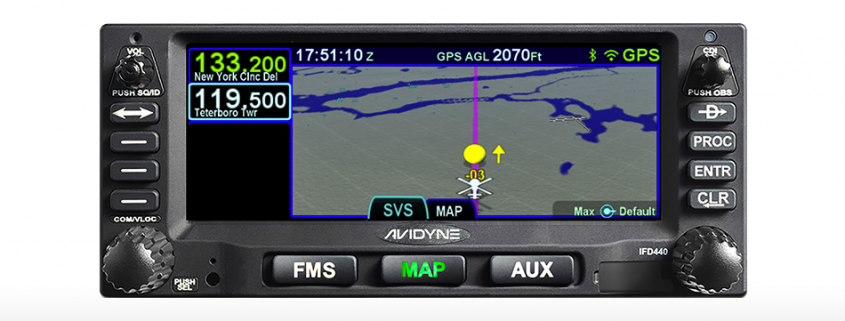 VOL
CDI
133.200
17:51:10 Z
GPS AGL 2070Ft
GPS
New York Clnc Del
PUSH SQ/ID
PUSH OBS
119.500
Teterboro Twr
D
PROC
-03
ENTR
SVS
MAP
Max
Default
CLR
COM/VLOC
AVIDYNE
IFD440
FMS
MAP
AUX
PUSH SEL